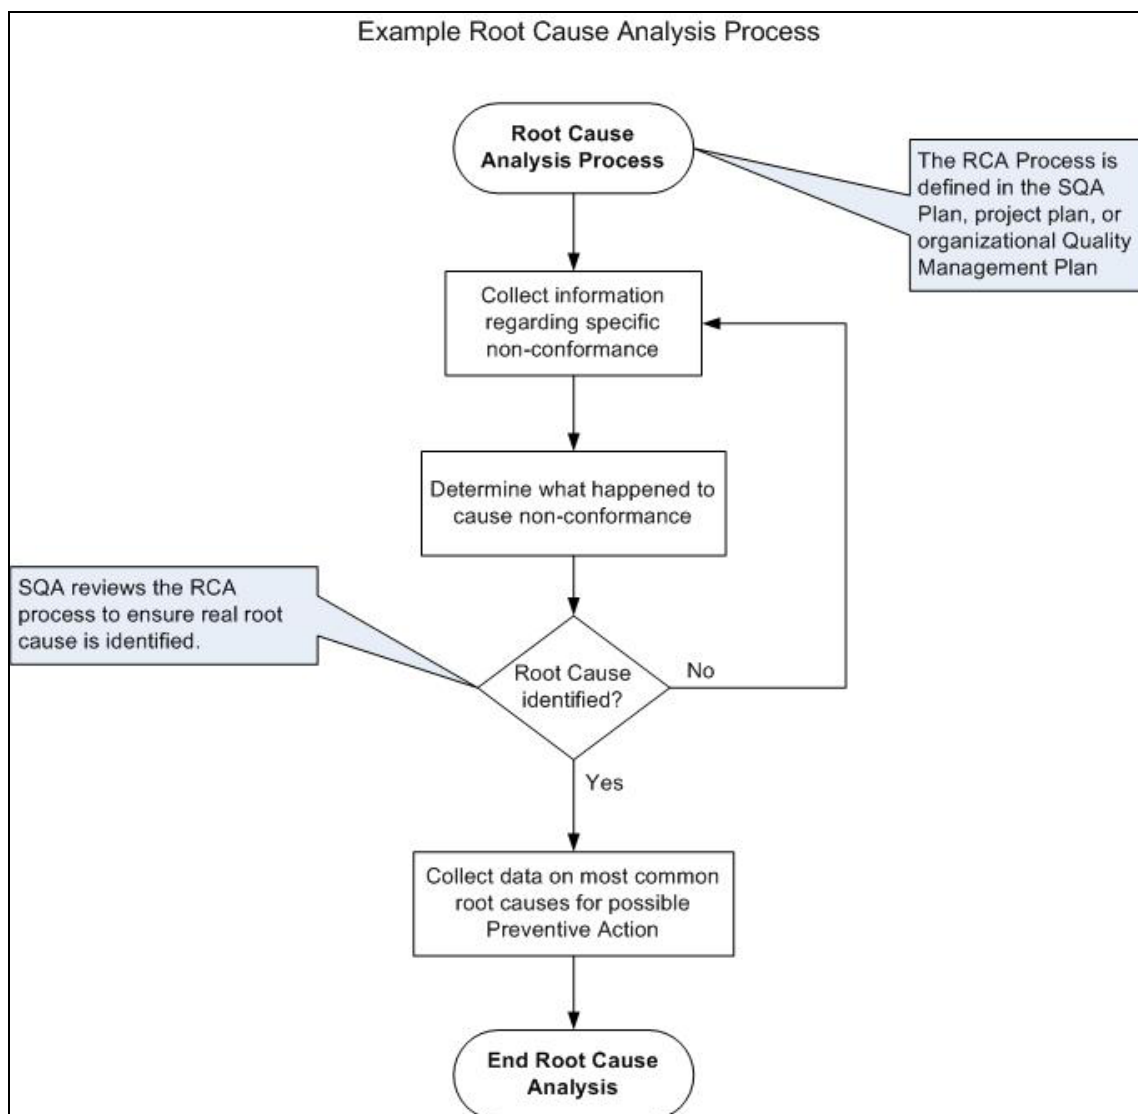 Example Root Cause Analysis Process
Root Cause
Analysis Process
The RCA Process is
defined in the SQA
Plan, project plan, or
organizational Quality
Management Plan
Collect information
regarding specific
non-conformance
Determine what happened to
cause non-conformance
SQA reviews the RCA
process to ensure real root
cause is identified.
Root Cause
identified?
No
Yes
Collect data on most common
root causes for possible
Preventive Action
End Root Cause
Analysis